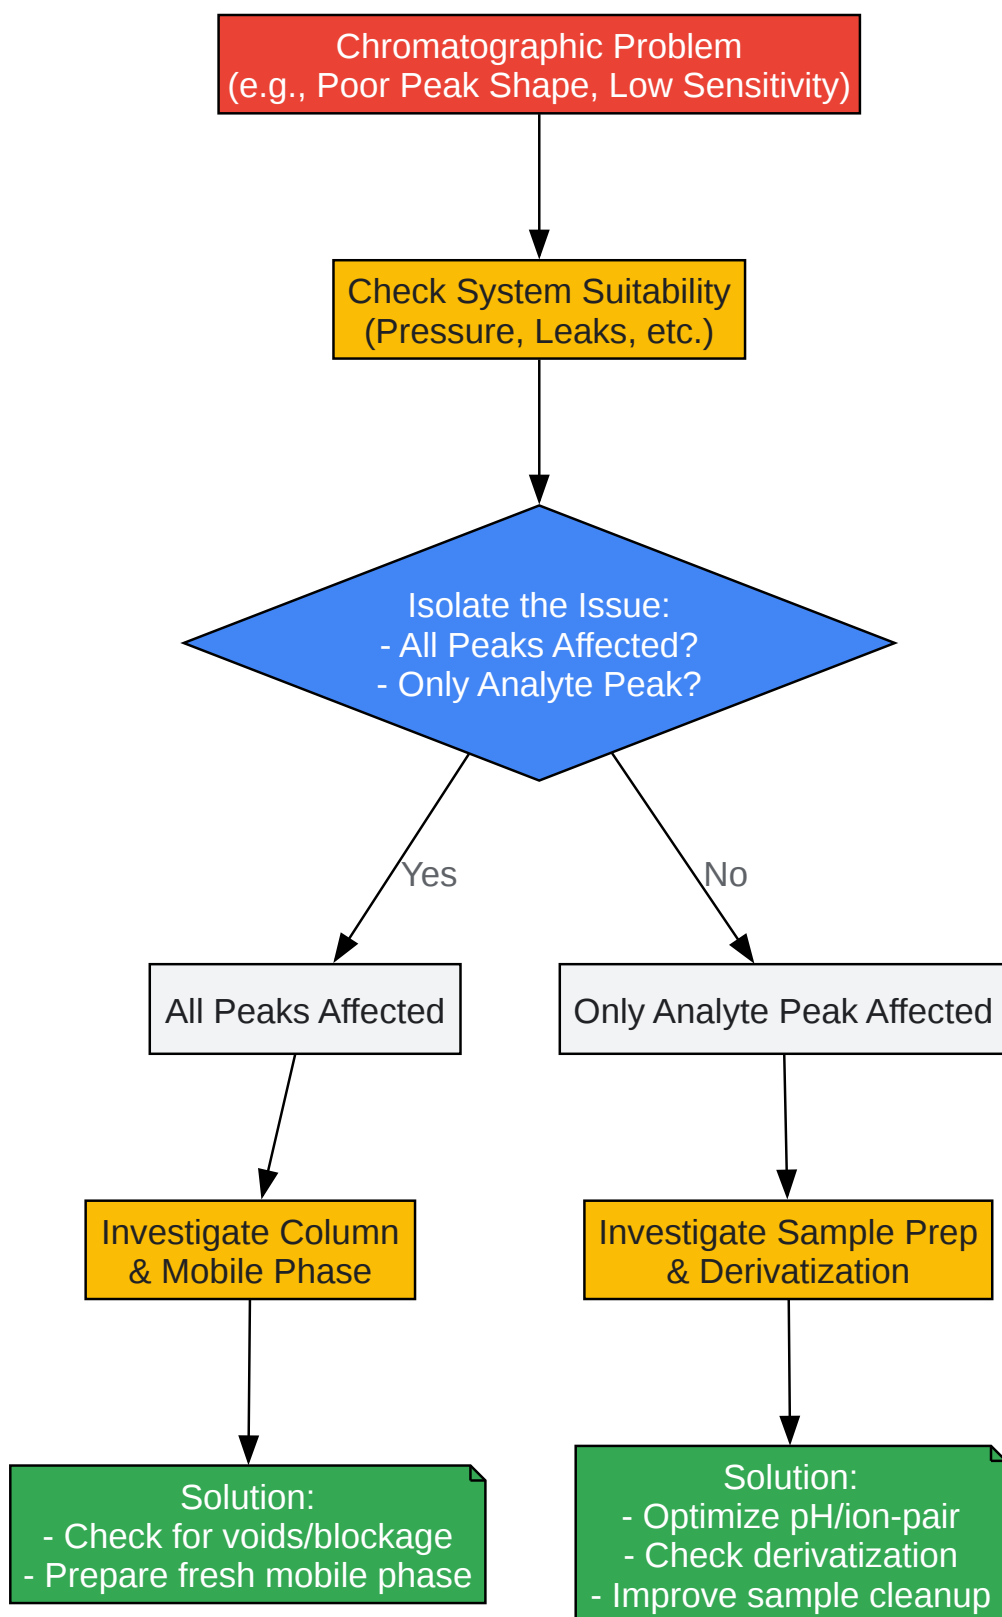 Chromatographic Problem
(e.g., Poor Peak Shape, Low Sensitivity)
Check System Suitability
(Pressure, Leaks, etc.)
Isolate the Issue:
- All Peaks Affected?
- Only Analyte Peak?
Yes
No
All Peaks Affected
Only Analyte Peak Affected
Investigate Column
& Mobile Phase
Investigate Sample Prep
& Derivatization
Solution:
- Check for voids/blockage
- Prepare fresh mobile phase
Solution:
- Optimize pH/ion-pair
- Check derivatization
- Improve sample cleanup